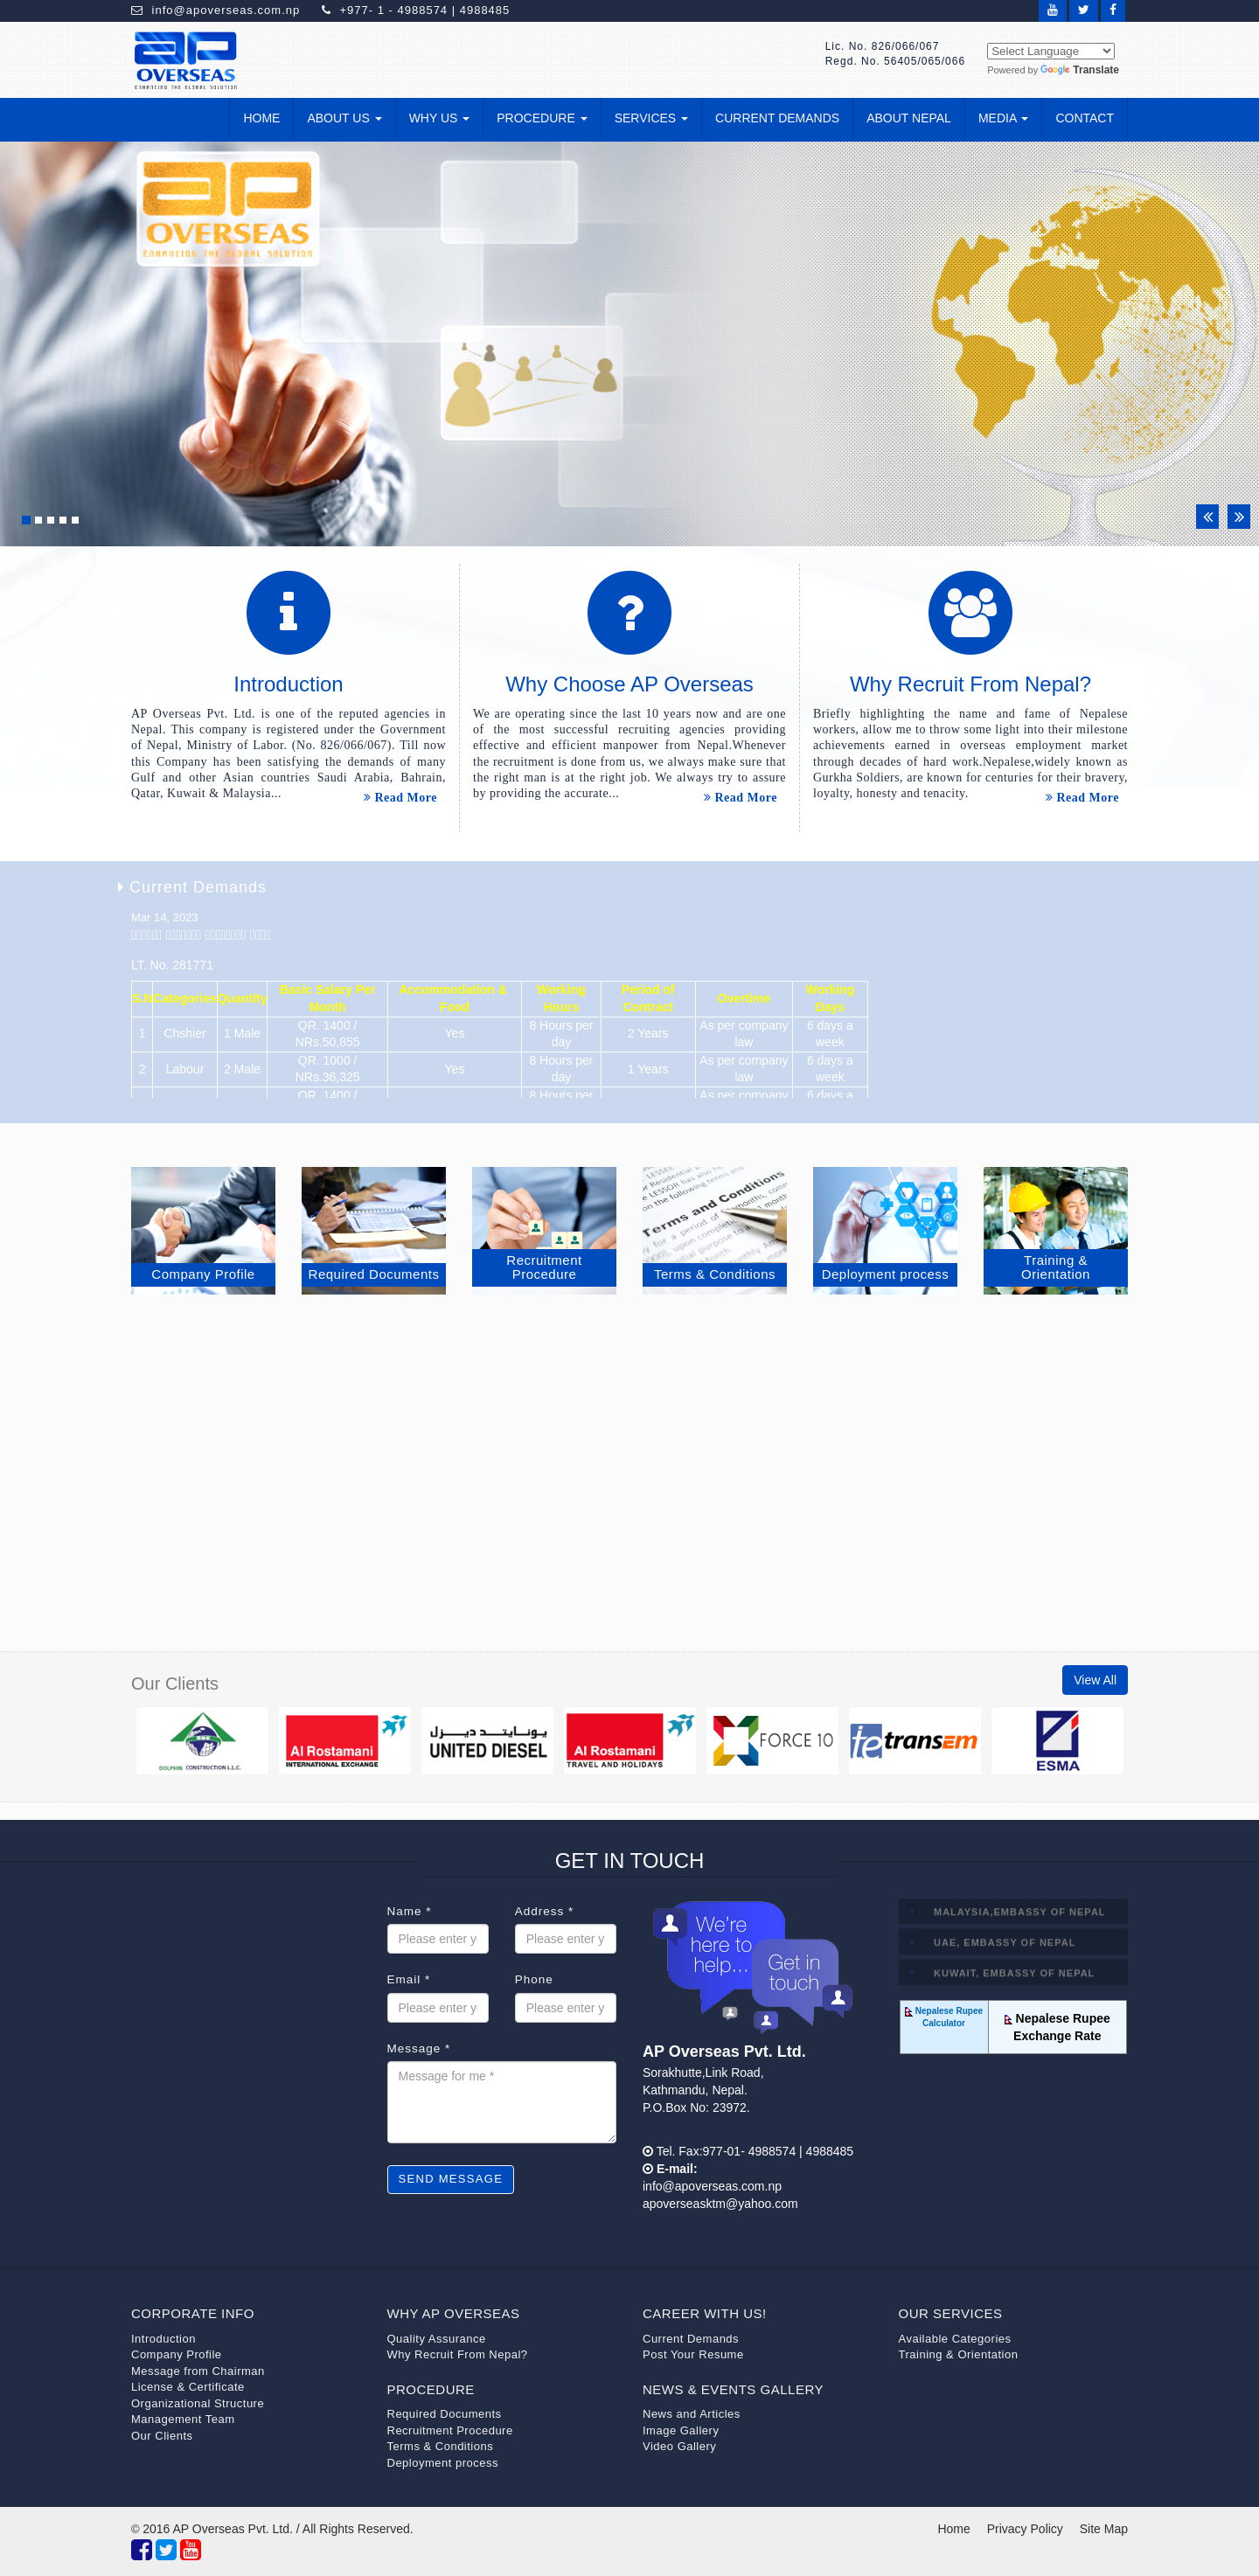 info@apoverseas.com.np +977- 1 - 4988574 | 4988485
AP
OVERSEAS
ENHANCING THE GLOBAL SOLUTION
Lic. No. 826/066/067
Regd. No. 56405/065/066
Select Language
Powered by Google Translate
HOME ABOUT US WHY US PROCEDURE SERVICES CURRENT DEMANDS ABOUT NEPAL MEDIA CONTACT
AP
OVERSEAS
ENHANCING THE GLOBAL SOLUTION
Introduction
AP Overseas Pvt. Ltd. is one of the reputed agencies in
Nepal. This company is registered under the Government
of Nepal, Ministry of Labor. (No. 826/066/067). Till now
this Company has been satisfying the demands of many
Gulf and other Asian countries Saudi Arabia, Bahrain,
Qatar, Kuwait & Malaysia...
» Read More
Why Choose AP Overseas
We are operating since the last 10 years now and are one
of the most successful recruiting agencies providing
effective and efficient manpower from Nepal.Whenever
the recruitment is done from us, we always make sure that
the right man is at the right job. We always try to assure
by providing the accurate...
» Read More
Why Recruit From Nepal?
Briefly highlighting the name and fame of Nepalese
workers, allow me to throw some light into their milestone
achievements earned in overseas employment market
through decades of hard work.Nepalese,widely known as
Gurkha Soldiers, are known for centuries for their bravery,
loyalty, honesty and tenacity.
» Read More
Current Demands
Mar 14, 2023
LT. No. 281771
S.N Categories Quantity Basic Salary Per Month Accommodation & Food Working Hours Period of Contract Overtime Working Days
1 Chshier 1 Male QR. 1400 / NRs.50,855 Yes 8 Hours per day 2 Years As per company law 6 days a week
2 Labour 2 Male QR. 1000 / NRs.36,325 Yes 8 Hours per day 1 Years As per company law 6 days a week
QR. 1400 / 8 Hours per As per company 6 days a
Terms and Conditions
Company Profile
Required Documents
Recruitment
Procedure
Terms & Conditions
Deployment process
Training &
Orientation
Our Clients
View All
DOLPHIN CONSTRUCTION L.L.C.
Al Rostamani
INTERNATIONAL EXCHANGE
يونايتد ديزل
UNITED DIESEL
Al Rostamani
TRAVEL AND HOLIDAYS
FORCE 10
te transem
ESMA
GET IN TOUCH
Name *
Please enter y
Address *
Please enter y
Email *
Please enter y
Phone
Please enter y
Message *
Message for me *
SEND MESSAGE
We're
here to
help...
Get in
touch
AP Overseas Pvt. Ltd.
Sorakhutte,Link Road,
Kathmandu, Nepal.
P.O.Box No: 23972.
Tel. Fax:977-01- 4988574 | 4988485
E-mail:
info@apoverseas.com.np
apoverseasktm@yahoo.com
MALAYSIA,EMBASSY OF NEPAL
UAE, EMBASSY OF NEPAL
KUWAIT, EMBASSY OF NEPAL
Nepalese Rupee
Calculator
Nepalese Rupee
Exchange Rate
CORPORATE INFO
Introduction
Company Profile
Message from Chairman
License & Certificate
Organizational Structure
Management Team
Our Clients
WHY AP OVERSEAS
Quality Assurance
Why Recruit From Nepal?
PROCEDURE
Required Documents
Recruitment Procedure
Terms & Conditions
Deployment process
CAREER WITH US!
Current Demands
Post Your Resume
NEWS & EVENTS GALLERY
News and Articles
Image Gallery
Video Gallery
OUR SERVICES
Available Categories
Training & Orientation
© 2016 AP Overseas Pvt. Ltd. / All Rights Reserved.
Home Privacy Policy Site Map